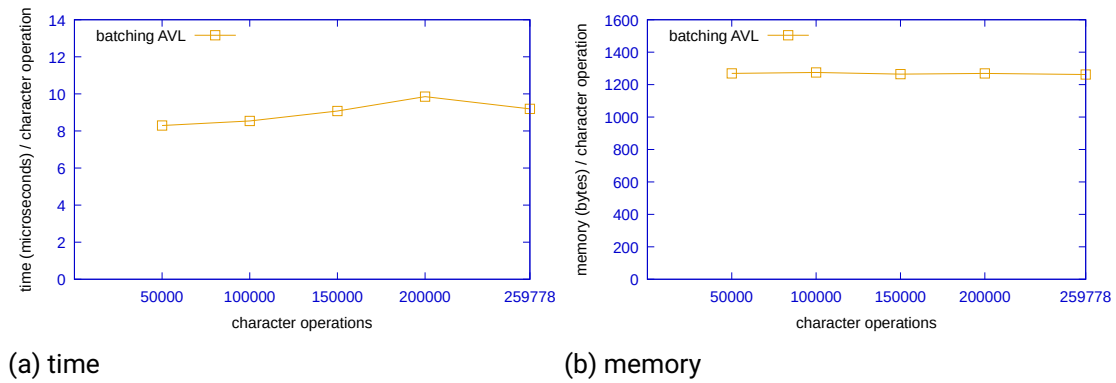 time (microseconds) / character operation
14
12
10
8
6
4
2
0
batching AVL
50000 100000 150000 200000 259778
character operations
(a) time
memory (bytes) / character operation
1600
1400
1200
1000
800
600
400
200
0
batching AVL
50000 100000 150000 200000 259778
character operations
(b) memory